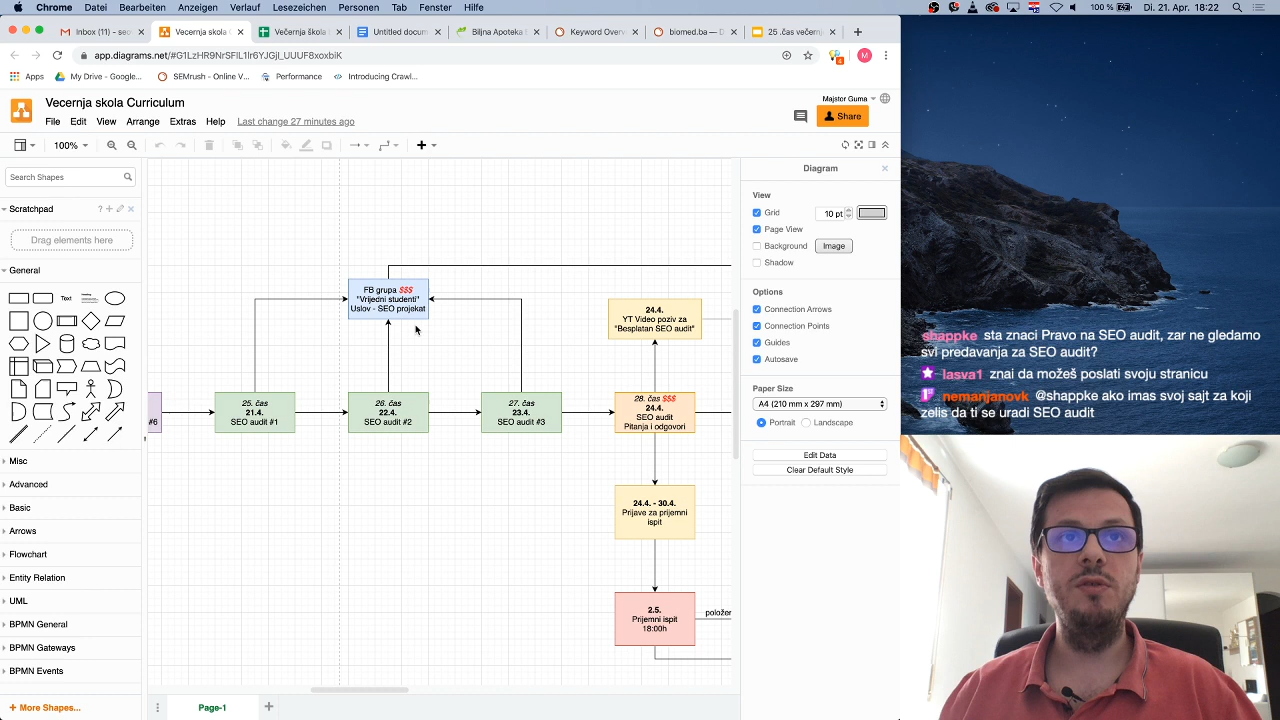 Chrome Datei Bearbeiten Anzeigen Verlauf Lesezeichen Personen Tab Fenster Hilfe
100 % Di. 21. Apr. 18:22
Inbox (11) - seo
Vecernja skola C
Večernja škola
Untitled docum
Biljna Apoteka
Keyword Overv
biomed.ba — D
25 .čas večerr
app.diagrams.net/#G1LzHR9NrSFlL1Ir6YJGjI_UUUF8xoxbiK
Apps
My Drive - Google...
SEMrush - Online V...
Performance
Introducing Crawl...
Vecernja skola Curriculum
Majstor Guma
File Edit View Arrange Extras Help Last change 27 minutes ago
Share
100%
Search Shapes
Scratchpad
Drag elements here
General
Misc
Advanced
Basic
Arrows
Flowchart
Entity Relation
UML
BPMN General
BPMN Gateways
BPMN Events
+ More Shapes...
FB grupa $$$
"Vrijedni studenti"
Uslov - SEO projekat
24.4.
YT Video poziv za
"Besplatan SEO audit"
#6
25. čas
21.4.
SEO audit #1
26. čas
22.4.
SEO audit #2
27. čas
23.4.
SEO audit #3
28. čas $$$
24.4.
SEO audit
Pitanja i odgovori
24.4. - 30.4.
Prijave za prijemni
ispit
2.5.
Prijemni ispit
18:00h
položen
Page-1
Diagram
View
Grid 10 pt
Page View
Background Image
Shadow
Options
Connection Arrows
Connection Points
Guides
Autosave
Paper Size
A4 (210 mm x 297 mm)
Portrait Landscape
Edit Data
Clear Default Style
shappke sta znaci Pravo na SEO audit, zar ne gledamo
svi predavanja za SEO audit?
lasva1 znai da možeš poslati svoju stranicu
nemanjanovk @shappke ako imas svoj sajt za koji
zelis da ti se uradi SEO audit